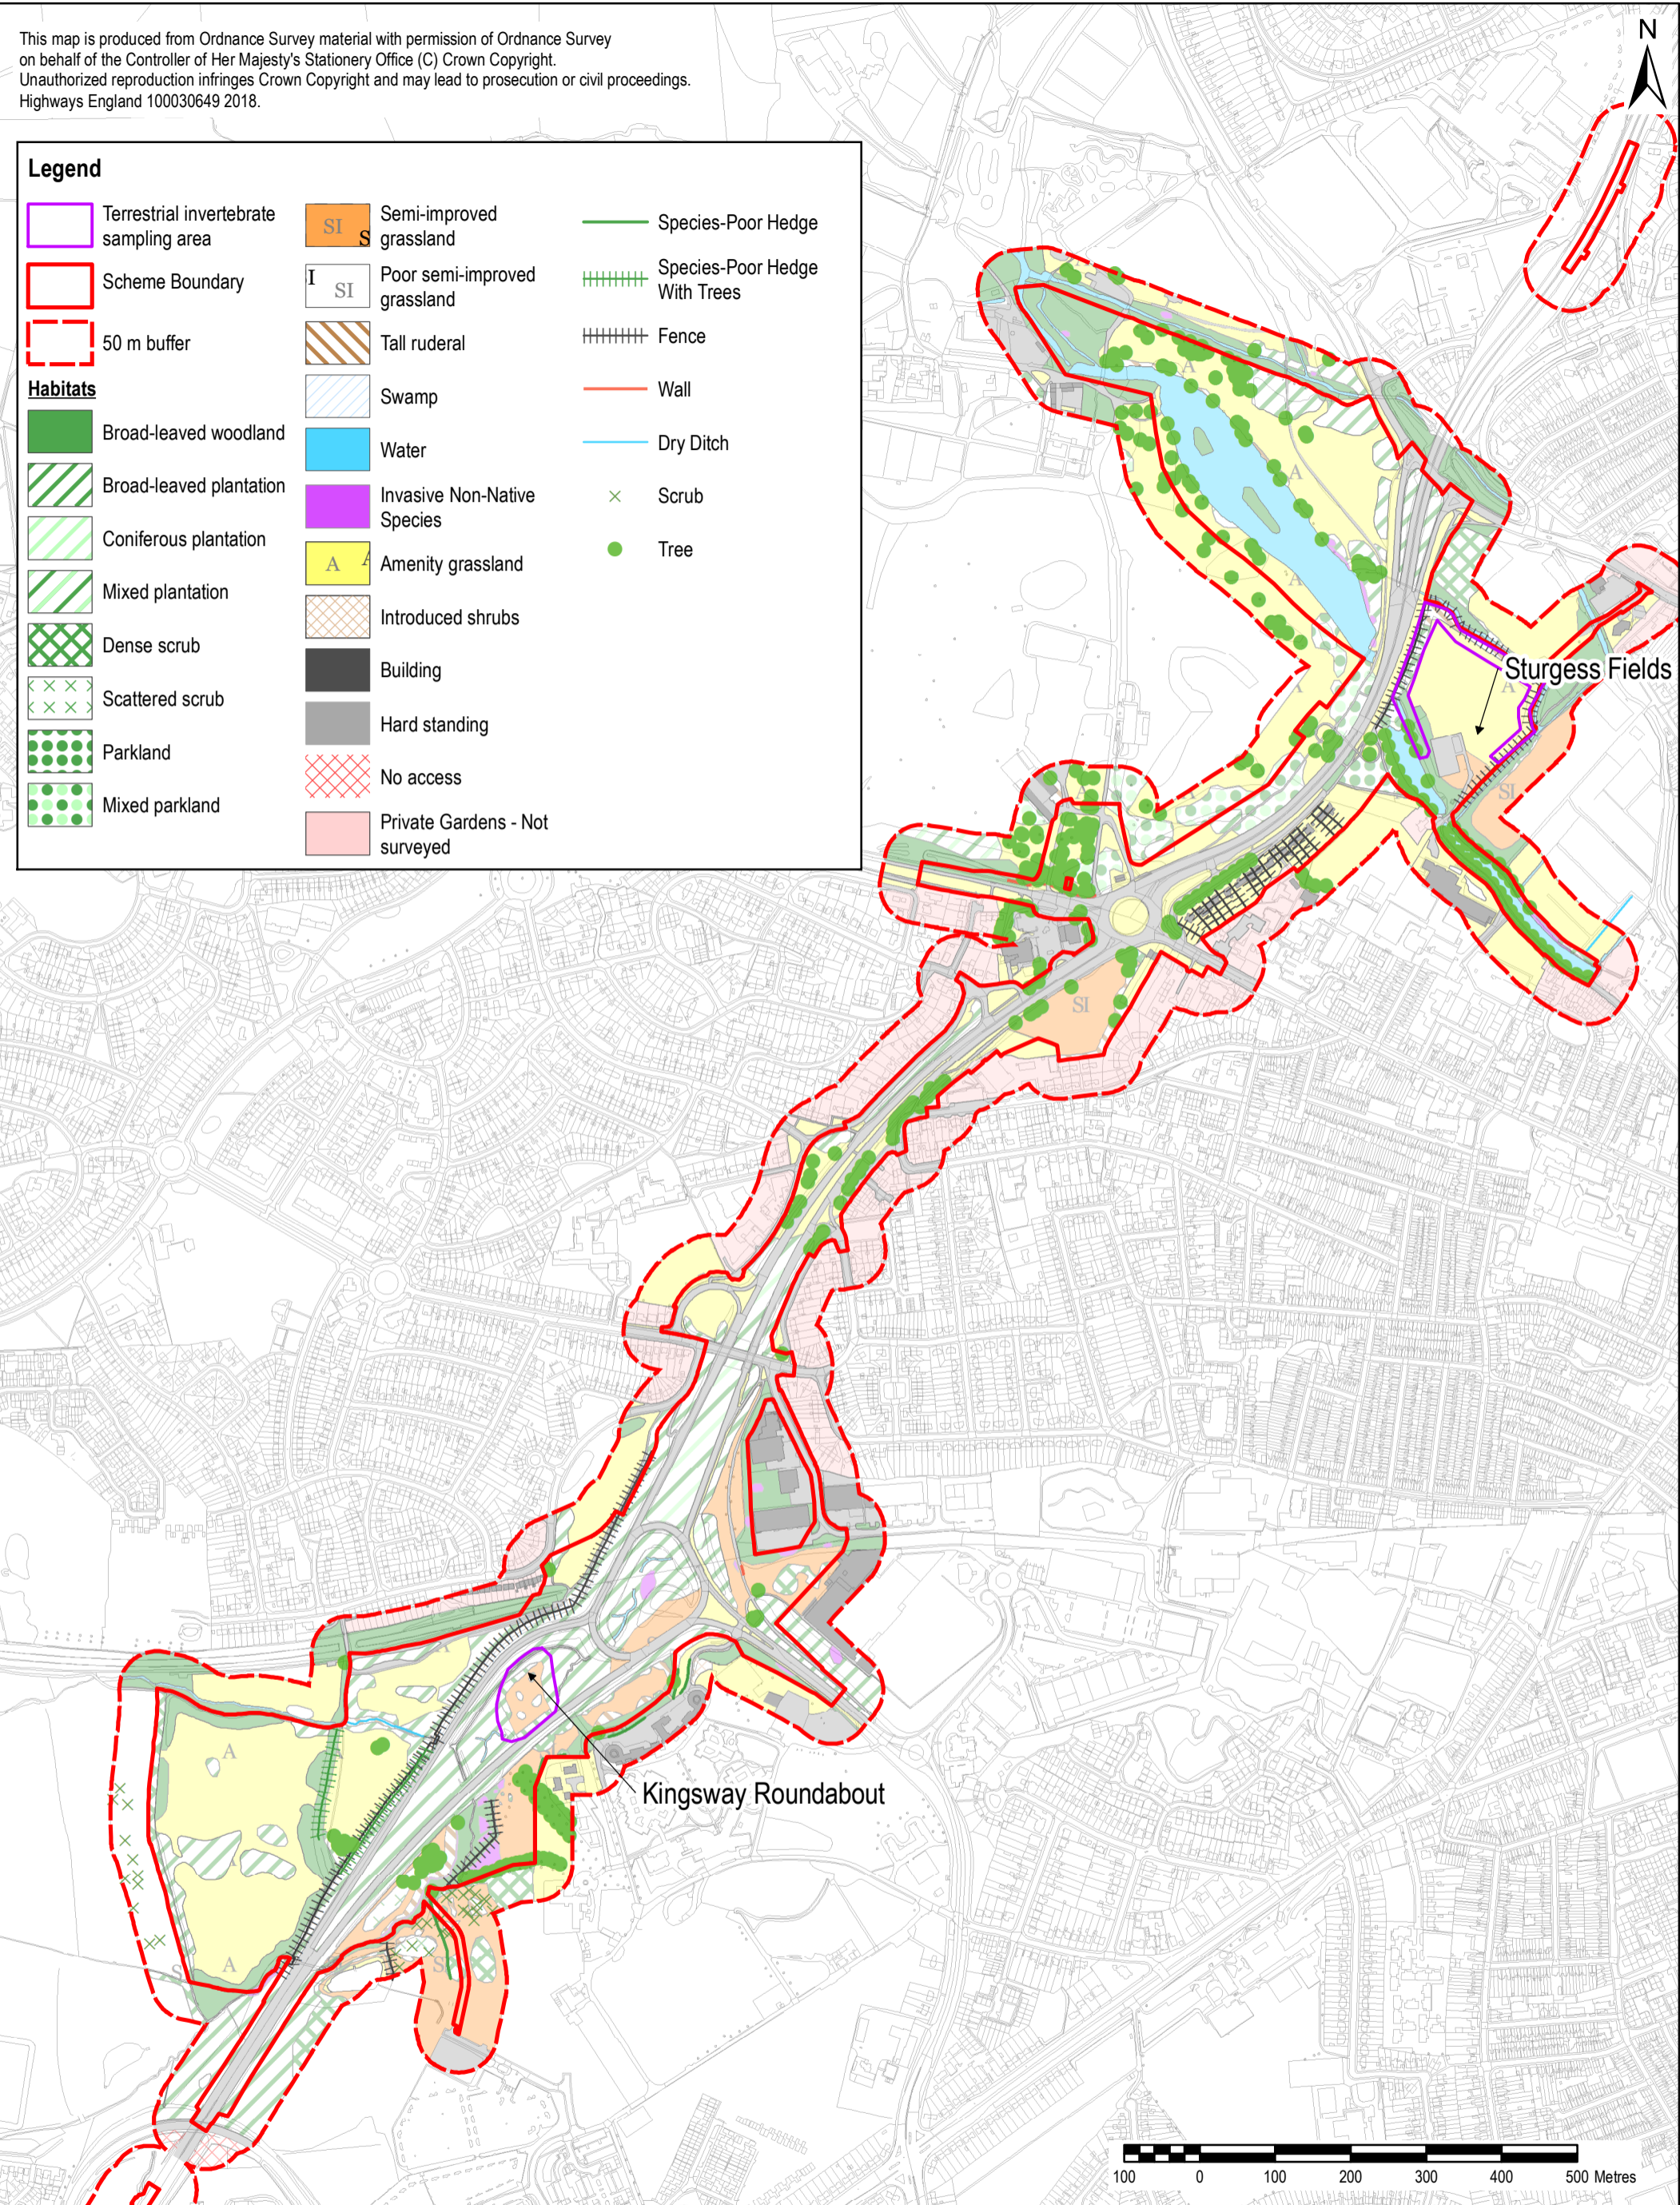 This map is produced from Ordnance Survey material with permission of Ordnance Survey
on behalf of the Controller of Her Majesty's Stationery Office (C) Crown Copyright.
Unauthorized reproduction infringes Crown Copyright and may lead to prosecution or civil proceedings.
Highways England 100030649 2018.
N
Legend
Terrestrial invertebrate
sampling area
Scheme Boundary
50 m buffer
Habitats
Broad-leaved woodland
Broad-leaved plantation
Coniferous plantation
Mixed plantation
Dense scrub
Scattered scrub
Parkland
Mixed parkland
SI S
Semi-improved
grassland
SI SI
Poor semi-improved
grassland
Tall ruderal
Swamp
Water
Invasive Non-Native
Species
A A
Amenity grassland
Introduced shrubs
Building
Hard standing
No access
Private Gardens - Not
surveyed
Species-Poor Hedge
Species-Poor Hedge
With Trees
Fence
Wall
Dry Ditch
Scrub
Tree
A
A
A
A
Sturgess Fields
A
SI
A
SI
A
A
Kingsway Roundabout
A
S
A
S
100 0 100 200 300 400 500 Metres